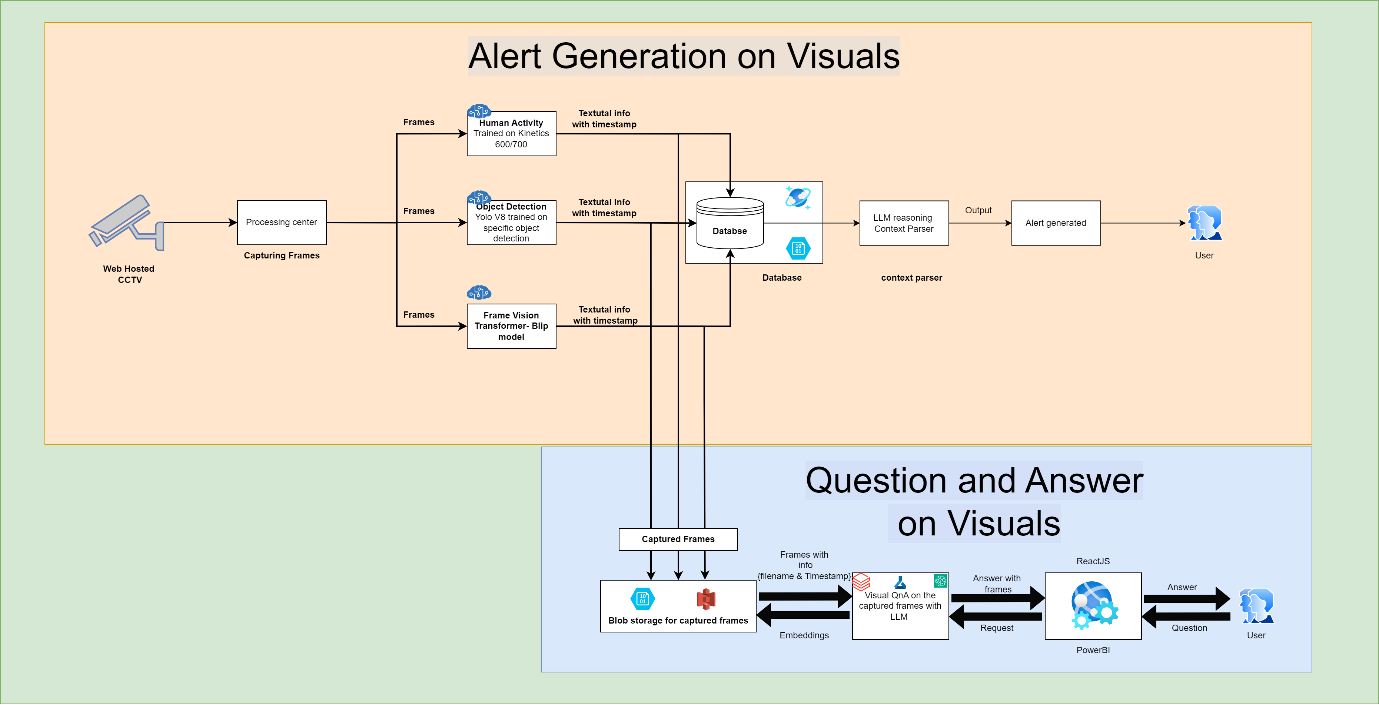 Alert Generation on Visuals
Frames
Human Activity
Trained on Kinetics
600/700
Textutal info
with timestamp
Web Hosted
CCTV
Processing center
Capturing Frames
Frames
Object Detection
Yolo V8 trained on
specific object
detection
Textutal info
with timestamp
Databse
Database
LLM reasoning
Context Parser
context parser
Output
Alert generated
User
Frames
Frame Vision
Transformer- Blip
model
Textutal info
with timestamp
Question and Answer
on Visuals
Captured Frames
Blob storage for captured frames
Frames with
info
{filename & Timestamp}
Embeddings
Visual QnA on the
captured frames with
LLM
Answer with
frames
Request
ReactJS
PowerBI
Answer
Question
User